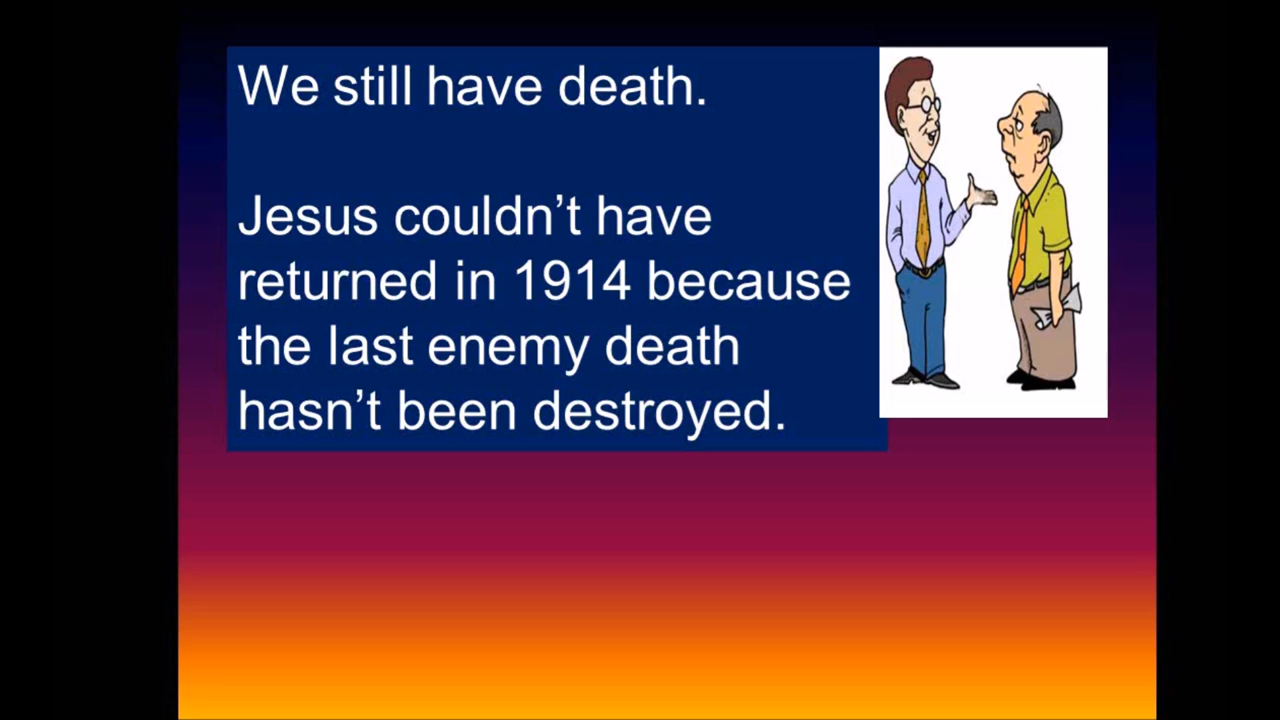 We still have death.
Jesus couldn’t have
returned in 1914 because
the last enemy death
hasn’t been destroyed.